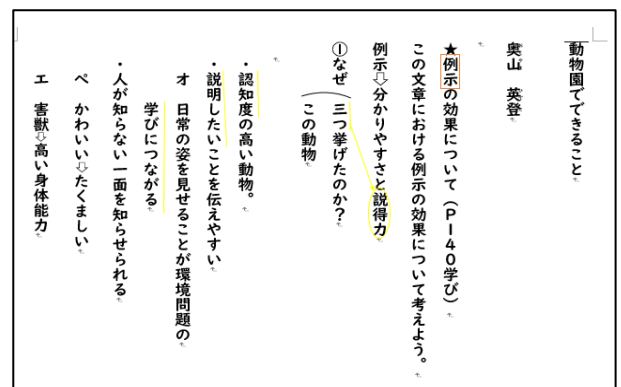 動物園でできること
奥山 英登
★例示の効果について（P140学び）
この文章における例示の効果について考えよう。
例示⇨分かりやすさと説得力
①なぜ
三つ挙げたのか？
この動物
・認知度の高い動物。
・説明したいことを伝えやすい
オ 日常の姿を見せることが環境問題の
学びにつながる
・人が知らない一面を知らせられる
ペ かわいい⇨たくましい
エ 害獣⇨高い身体能力